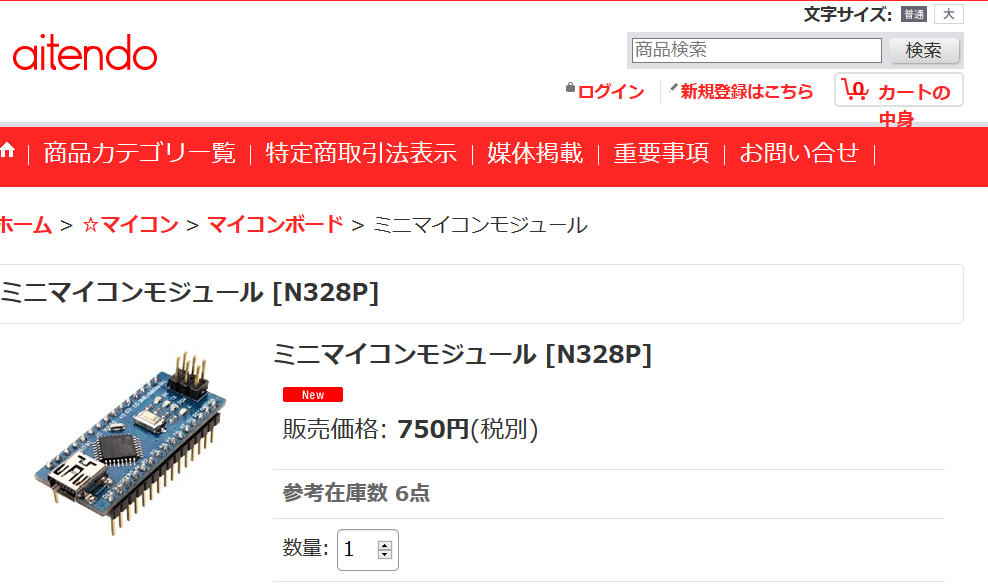 文字サイズ: 普通 大
aitendo
商品検索 検索
ログイン 新規登録はこちら 0 カートの中身
商品カテゴリ一覧 | 特定商取引法表示 | 媒体掲載 | 重要事項 | お問い合せ |
ホーム > ☆マイコン > マイコンボード > ミニマイコンモジュール
ミニマイコンモジュール [N328P]
ミニマイコンモジュール [N328P]
New
販売価格: 750円(税別)
参考在庫数 6点
数量: 1